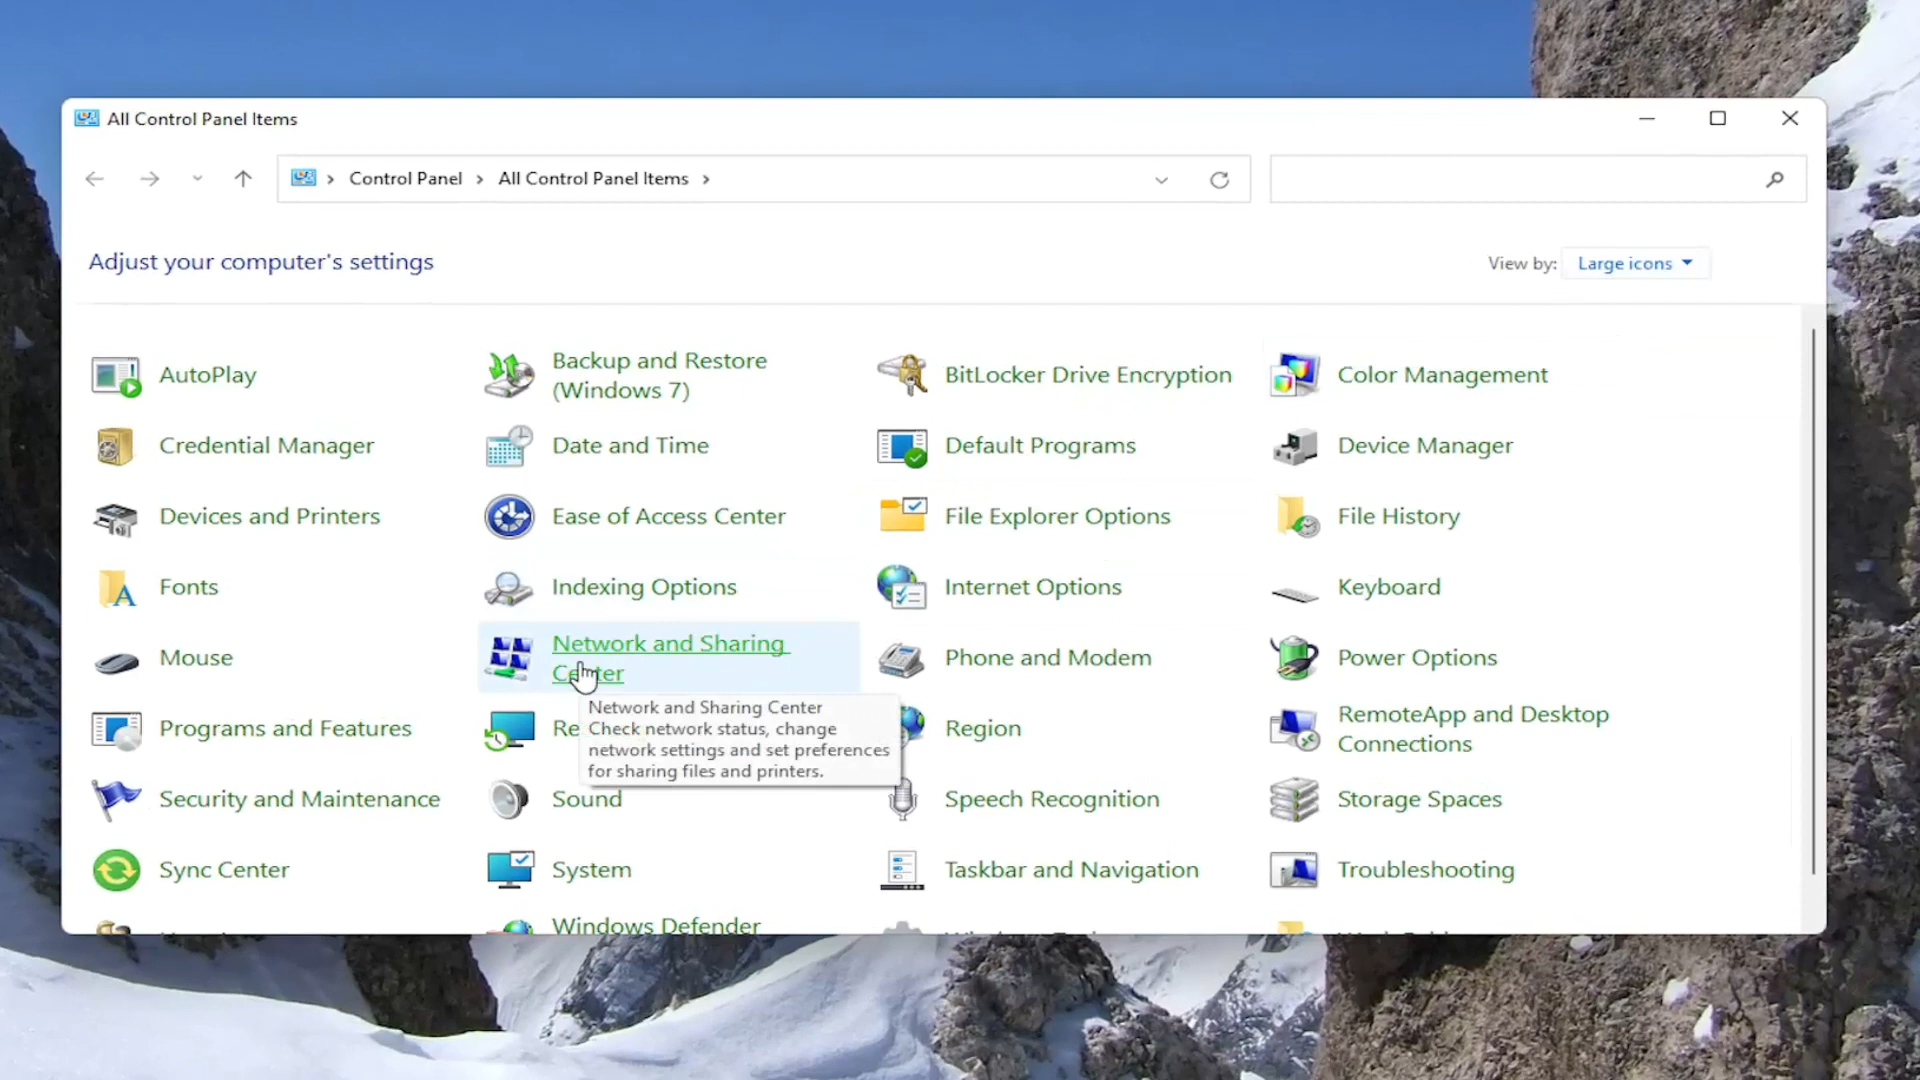 All Control Panel Items
Control Panel
All Control Panel Items
Adjust your computer's settings
View by:
Large icons
AutoPlay
Backup and Restore
(Windows 7)
BitLocker Drive Encryption
Color Management
Credential Manager
Date and Time
Default Programs
Device Manager
Devices and Printers
Ease of Access Center
File Explorer Options
File History
Fonts
Indexing Options
Internet Options
Keyboard
Mouse
Network and Sharing
Center
Phone and Modem
Power Options
Network and Sharing Center
Check network status, change
network settings and set preferences
for sharing files and printers.
Programs and Features
Region
RemoteApp and Desktop
Connections
Security and Maintenance
Sound
Speech Recognition
Storage Spaces
Sync Center
System
Taskbar and Navigation
Troubleshooting
Windows Defender